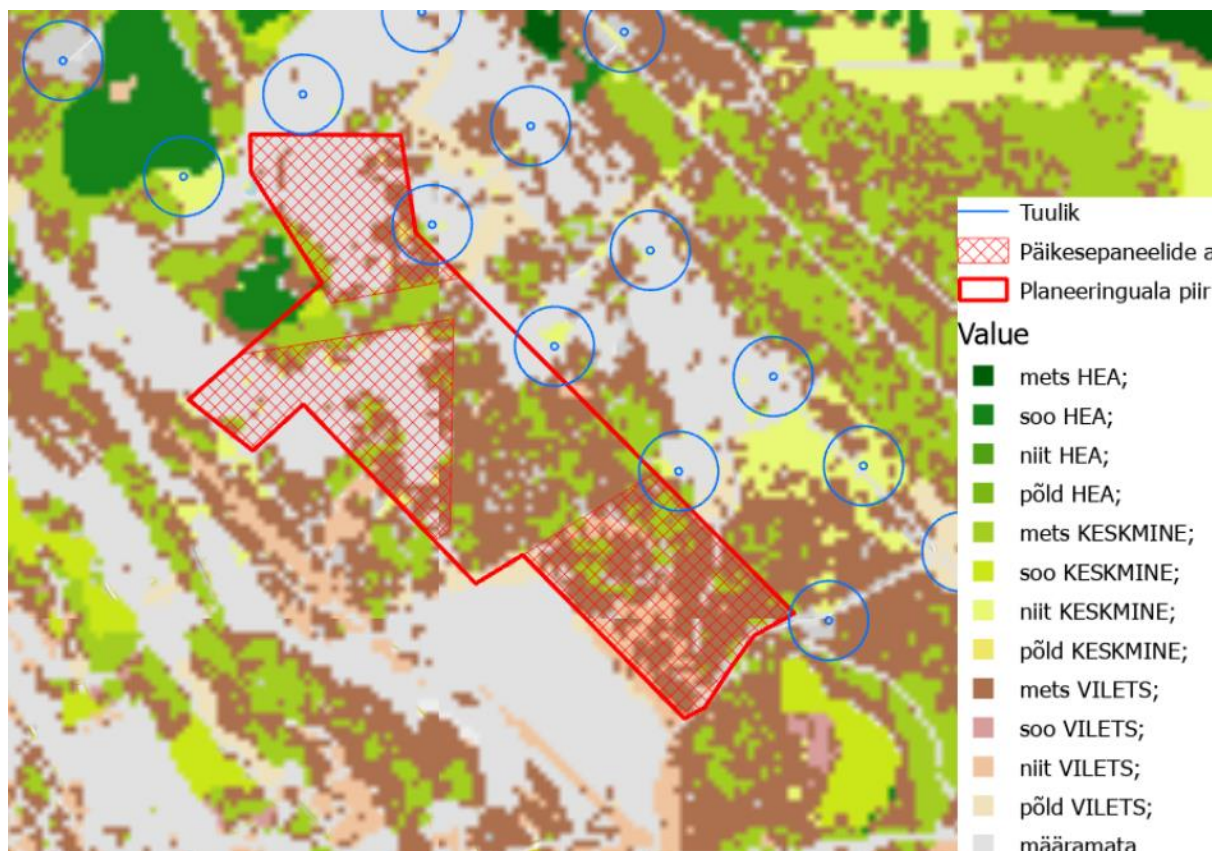 Tuulik
Päikesepaneelide a
Planeeringuala piir
Value
mets HEA;
soo HEA;
niit HEA;
põld HEA;
mets KESKMINE;
soo KESKMINE;
niit KESKMINE;
põld KESKMINE;
mets VILETS;
soo VILETS;
niit VILETS;
põld VILETS;
määramata